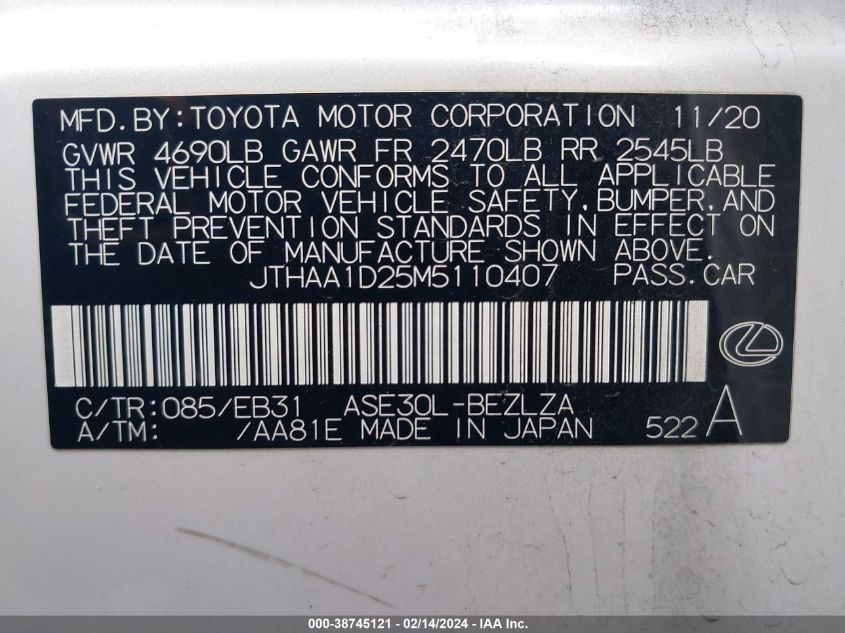 MFD.BY:TOYOTA MOTOR CORPORATION 11/20
GVWR 4690LB GAWR FR 2470LB RR 2545LB
THIS VEHICLE CONFORMS TO ALL APPLICABLE
FEDERAL MOTOR VEHICLE SAFETY, BUMPER, AND
THEFT PREVENTION STANDARDS IN EFFECT ON
THE DATE OF MANUFACTURE SHOWN ABOVE.
JTHAA1D25M5110407 PASS.CAR
C/TR:085/EB31 ASE30L-BEZLZA
A/TM: /AA81E MADE IN JAPAN 522 A
000-38745121 - 02/14/2024 - IAA Inc.